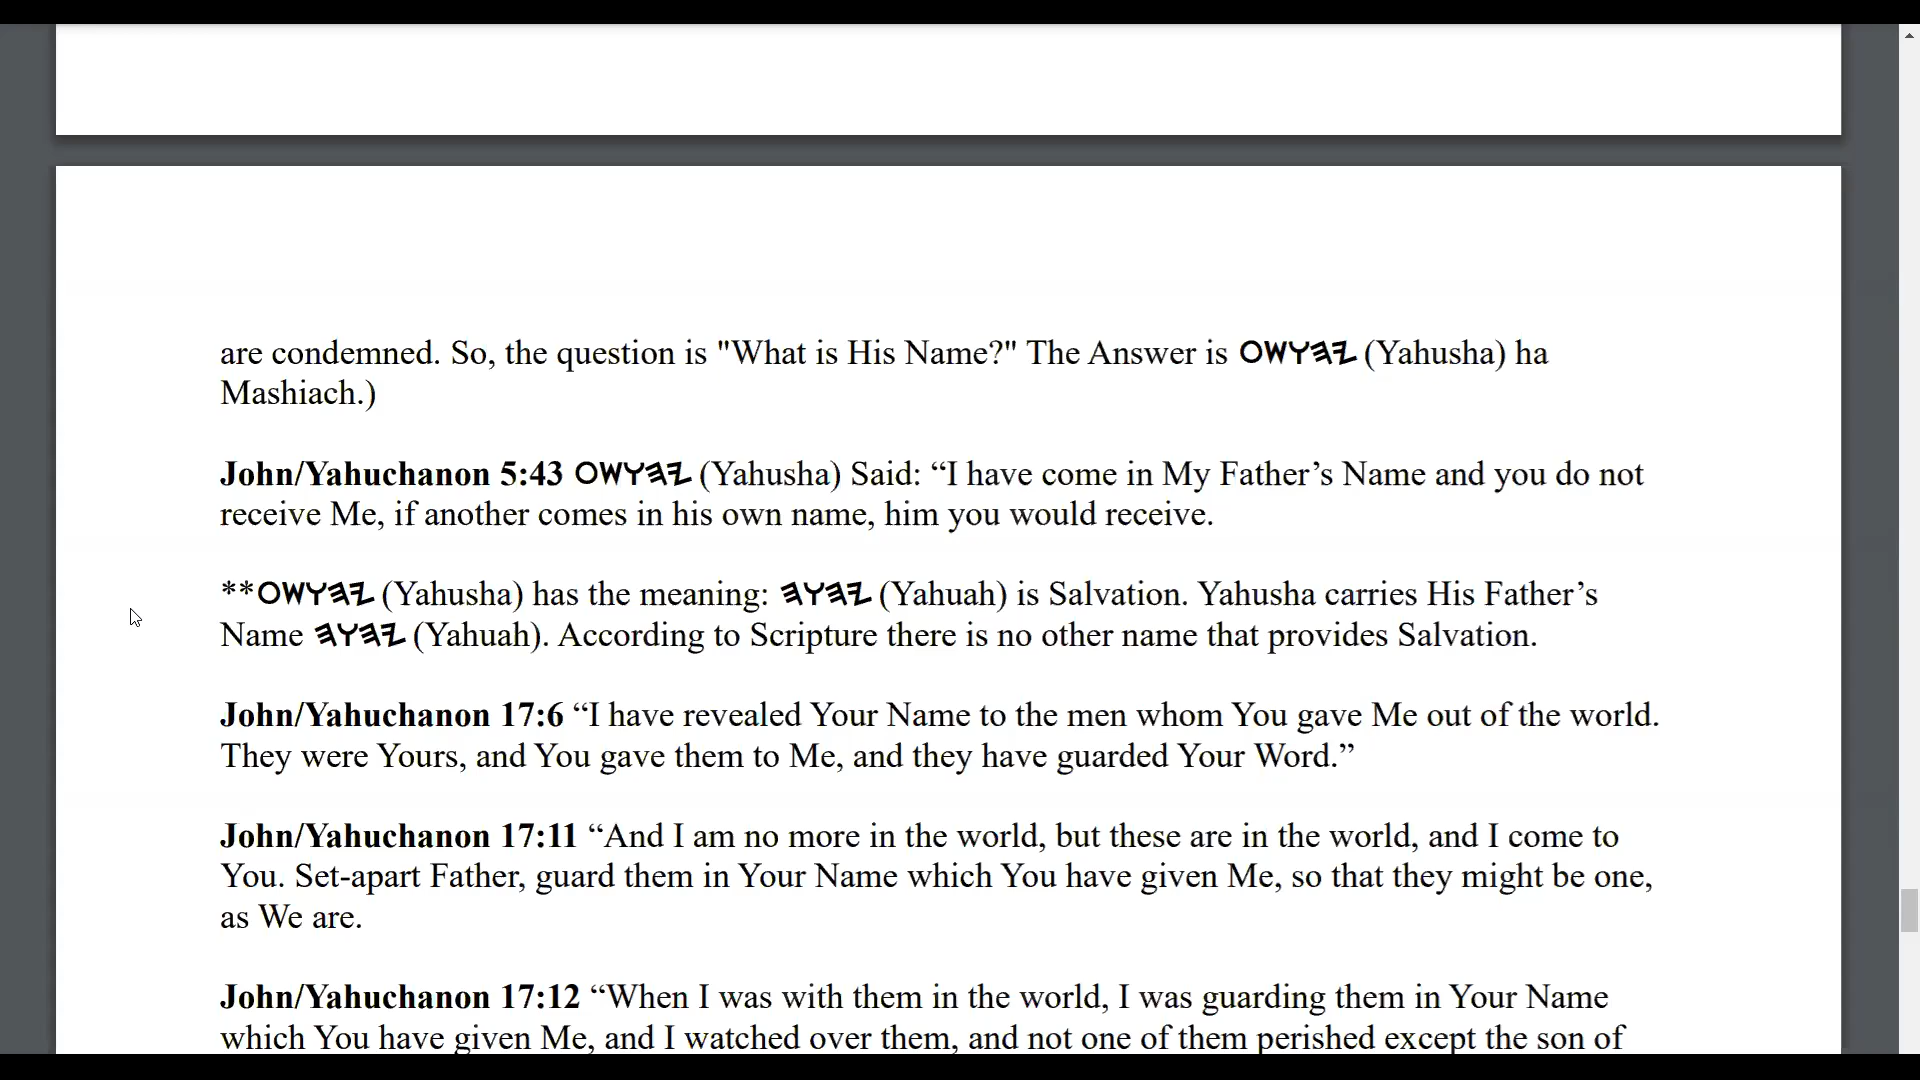 are condemned. So, the question is "What is His Name?" The Answer is 𐤉𐤄𐤅𐤔𐤏 (Yahusha) ha
Mashiach.)
John/Yahuchanon 5:43 𐤉𐤄𐤅𐤔𐤏 (Yahusha) Said: “I have come in My Father’s Name and you do not
receive Me, if another comes in his own name, him you would receive.
**𐤉𐤄𐤅𐤔𐤏 (Yahusha) has the meaning: 𐤉𐤄𐤅𐤄 (Yahuah) is Salvation. Yahusha carries His Father’s
Name 𐤉𐤄𐤅𐤄 (Yahuah). According to Scripture there is no other name that provides Salvation.
John/Yahuchanon 17:6 “I have revealed Your Name to the men whom You gave Me out of the world.
They were Yours, and You gave them to Me, and they have guarded Your Word.”
John/Yahuchanon 17:11 “And I am no more in the world, but these are in the world, and I come to
You. Set-apart Father, guard them in Your Name which You have given Me, so that they might be one,
as We are.
John/Yahuchanon 17:12 “When I was with them in the world, I was guarding them in Your Name
which You have given Me, and I watched over them, and not one of them perished except the son of